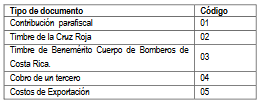 Tipo de documento Código
Contribución parafiscal 01
Timbre de la Cruz Roja 02
Timbre de Benemérito Cuerpo de Bomberos de
Costa Rica. 03
Cobro de un tercero 04
Costos de Exportación 05